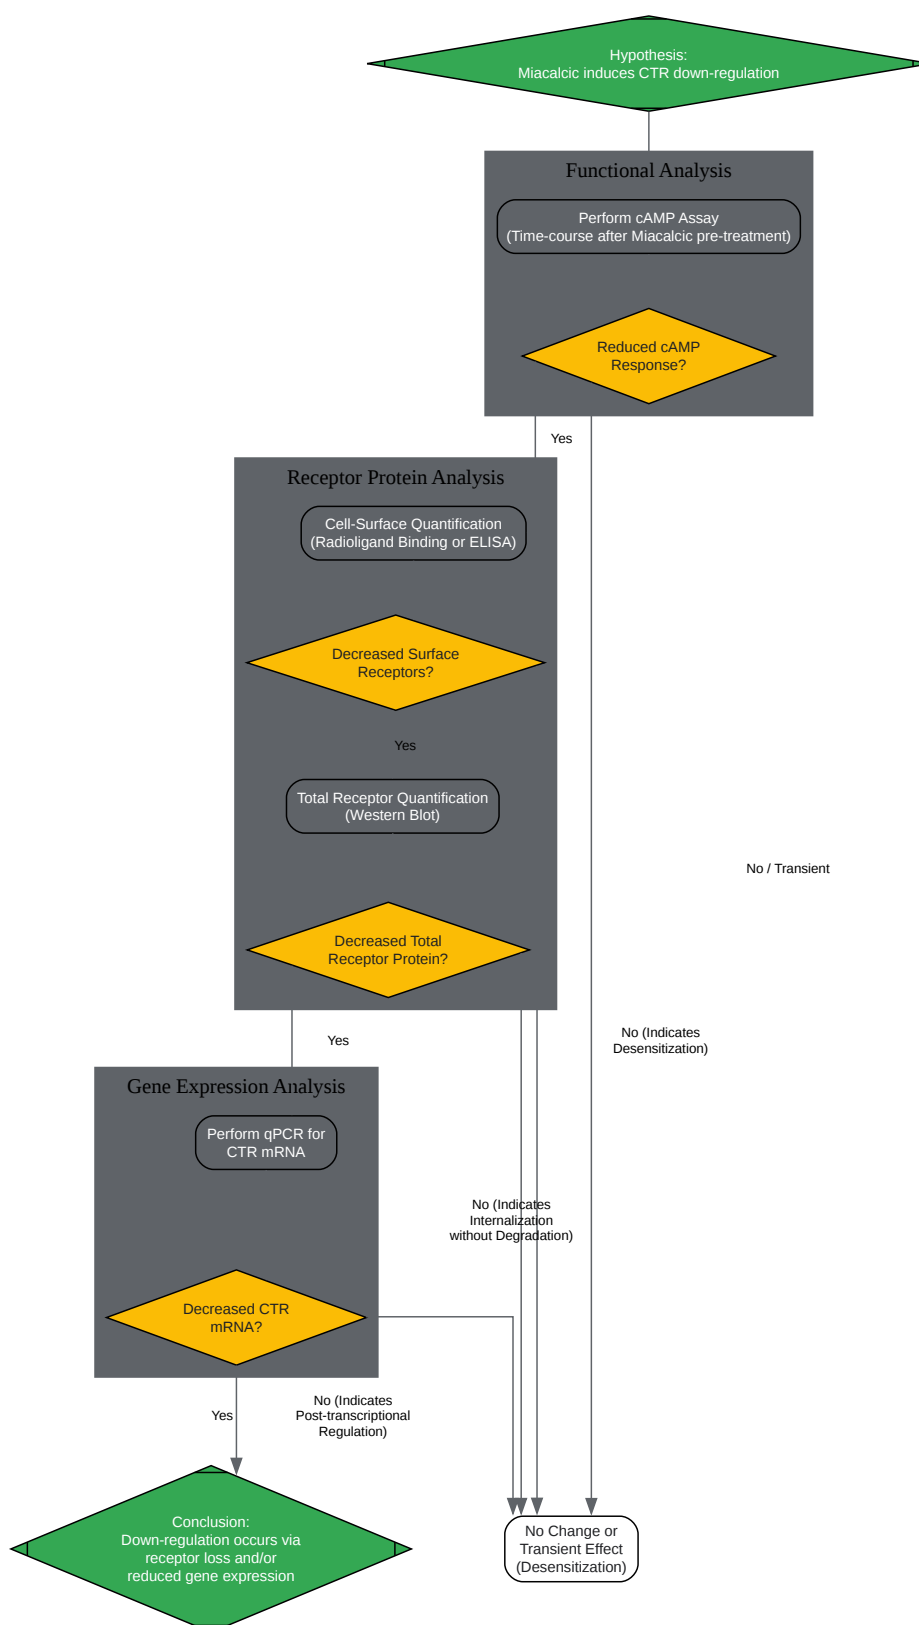 Hypothesis:
Miacalcic induces CTR down-regulation
Functional Analysis
Perform cAMP Assay
(Time-course after Miacalcic pre-treatment)
Reduced cAMP
Response?
Yes
Receptor Protein Analysis
Cell-Surface Quantification
(Radioligand Binding or ELISA)
Decreased Surface
Receptors?
Yes
Total Receptor Quantification
(Western Blot)
No / Transient
Decreased Total
Receptor Protein?
No (Indicates
Desensitization)
Yes
Gene Expression Analysis
Perform qPCR for
CTR mRNA
No (Indicates
Internalization
without Degradation)
Decreased CTR
mRNA?
Yes
No (Indicates
Post-transcriptional
Regulation)
Conclusion:
Down-regulation occurs via
receptor loss and/or
reduced gene expression
No Change or
Transient Effect
(Desensitization)